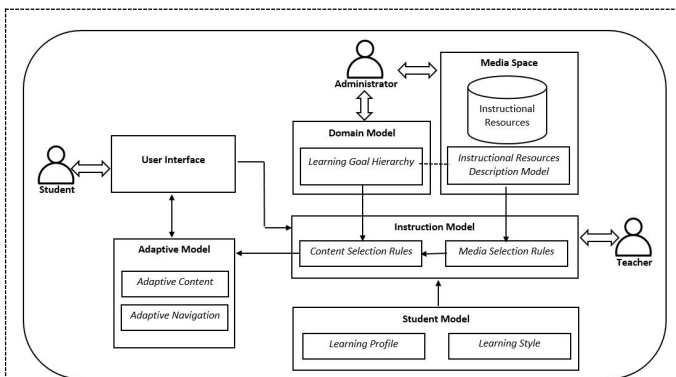 Administrator
Media Space
Instructional
Resources
Domain Model
Learning Goal Hierarchy
Instructional Resources
Description Model
Student
User Interface
Instruction Model
Content Selection Rules
Media Selection Rules
Teacher
Adaptive Model
Adaptive Content
Adaptive Navigation
Student Model
Learning Profile
Learning Style